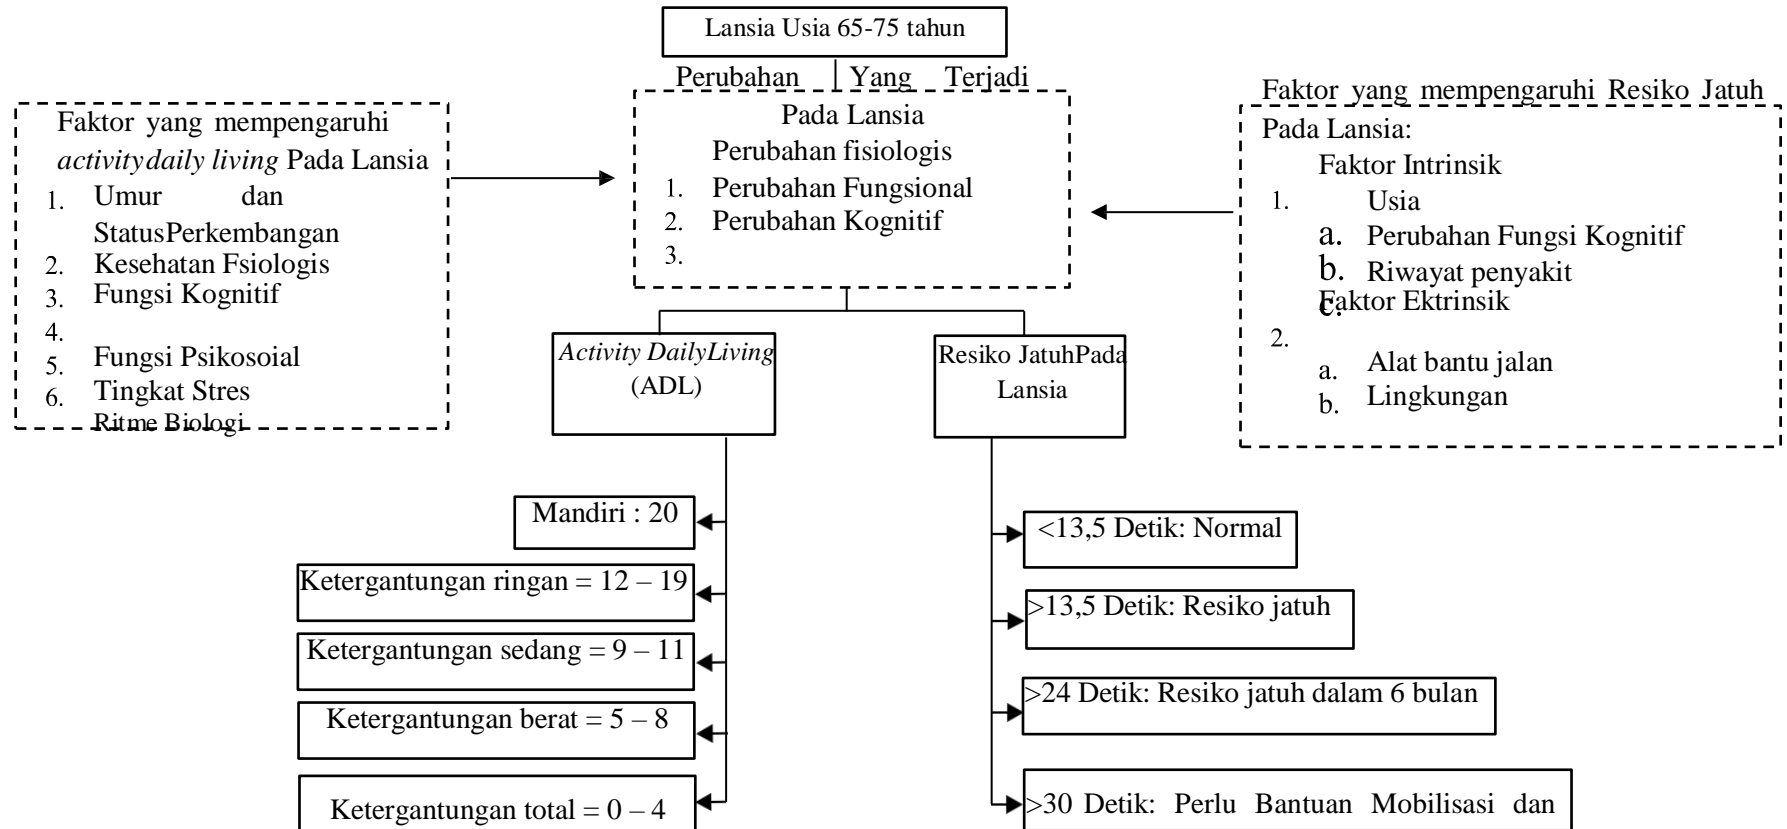 Lansia Usia 65-75 tahun
Perubahan Yang Terjadi
Pada Lansia
Perubahan fisiologis
1. Perubahan Fungsional
2. Perubahan Kognitif
3.
Faktor yang mempengaruhi
activity daily living Pada Lansia
1. Umur dan
StatusPerkembangan
2. Kesehatan Fsiologis
3. Fungsi Kognitif
4.
5. Fungsi Psikosoial
6. Tingkat Stres
Ritme Biologi
Faktor yang mempengaruhi Resiko Jatuh
Pada Lansia:
Faktor Intrinsik
1. Usia
a. Perubahan Fungsi Kognitif
b. Riwayat penyakit
c. Faktor Ektrinsik
2.
a. Alat bantu jalan
b. Lingkungan
Activity DailyLiving
(ADL)
Resiko JatuhPada
Lansia
Mandiri : 20
Ketergantungan ringan = 12 – 19
Ketergantungan sedang = 9 – 11
Ketergantungan berat = 5 – 8
Ketergantungan total = 0 – 4
<13,5 Detik: Normal
>13,5 Detik: Resiko jatuh
>24 Detik: Resiko jatuh dalam 6 bulan
>30 Detik: Perlu Bantuan Mobilisasi dan